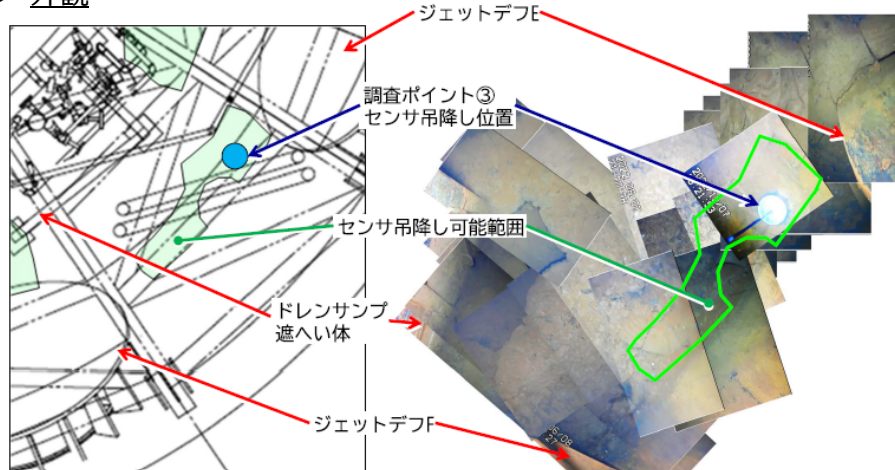 外観
ジェットデフE
調査ポイント③
センサ吊降し位置
センサ吊降し可能範囲
ドレンサンプ
遮へい体
ジェットデフF